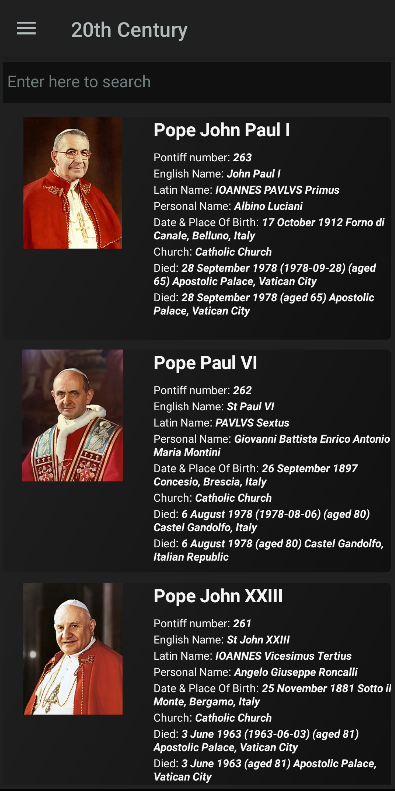 20th Century
Enter here to search
Pope John Paul I
Pontiff number: 263
English Name: John Paul I
Latin Name: IOANNES PAVLVS Primus
Personal Name: Albino Luciani
Date & Place Of Birth: 17 October 1912 Forno di
Canale, Belluno, Italy
Church: Catholic Church
Died: 28 September 1978 (1978-09-28) (aged
65) Apostolic Palace, Vatican City
Died: 28 September 1978 (aged 65) Apostolic
Palace, Vatican City
Pope Paul VI
Pontiff number: 262
English Name: St Paul VI
Latin Name: PAVLVS Sextus
Personal Name: Giovanni Battista Enrico Antonio
Maria Montini
Date & Place Of Birth: 26 September 1897
Concesio, Brescia, Italy
Church: Catholic Church
Died: 6 August 1978 (1978-08-06) (aged 80)
Castel Gandolfo, Italy
Died: 6 August 1978 (aged 80) Castel Gandolfo,
Italian Republic
Pope John XXIII
Pontiff number: 261
English Name: St John XXIII
Latin Name: IOANNES Vicesimus Tertius
Personal Name: Angelo Giuseppe Roncalli
Date & Place Of Birth: 25 November 1881 Sotto il
Monte, Bergamo, Italy
Church: Catholic Church
Died: 3 June 1963 (1963-06-03) (aged 81)
Apostolic Palace, Vatican City
Died: 3 June 1963 (aged 81) Apostolic Palace,
Vatican City